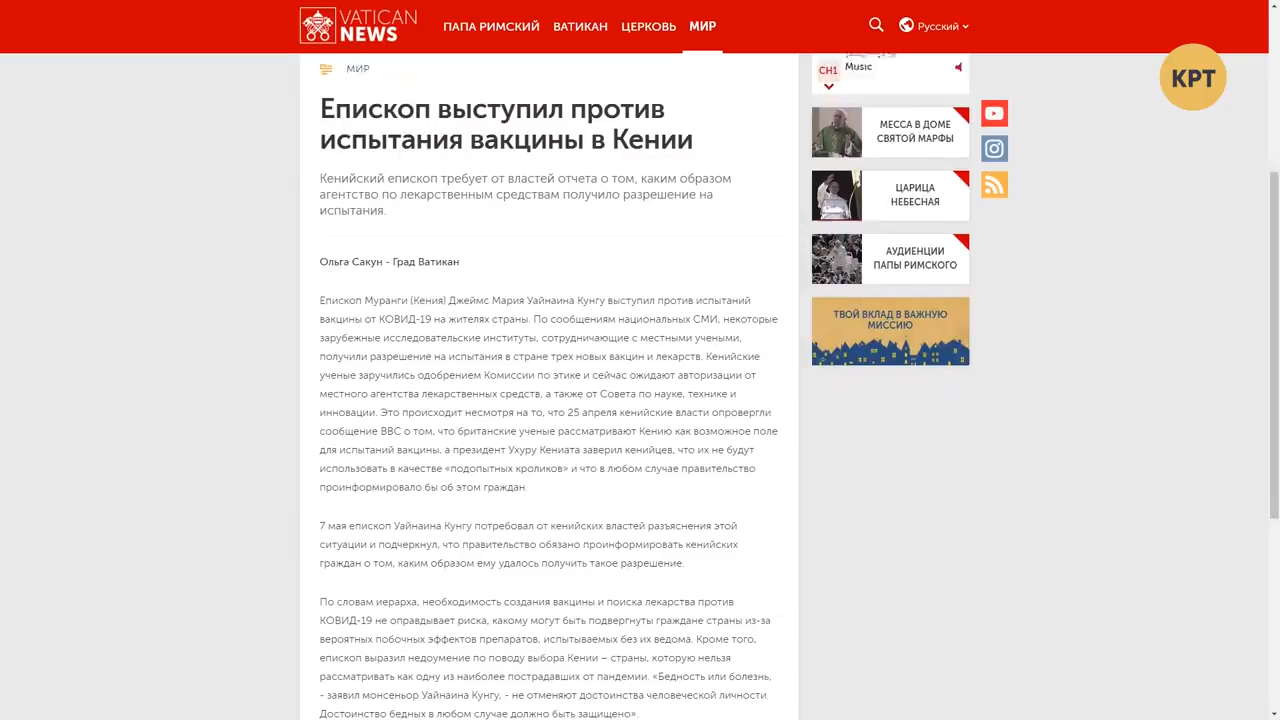 VATICAN
NEWS
ПАПА РИМСКИЙ ВАТИКАН ЦЕРКОВЬ МИР
Русский
КРТ
МИР
Епископ выступил против
испытания вакцины в Кении
Кенийский епископ требует от властей отчета о том, каким образом
агентство по лекарственным средствам получило разрешение на
испытания.
Ольга Сакун - Град Ватикан
Епископ Муранги (Кения) Джеймс Мария Уайнаина Кунгу выступил против испытаний
вакцины от КОВИД-19 на жителях страны. По сообщениям национальных СМИ, некоторые
зарубежные исследовательские институты, сотрудничающие с местными учеными,
получили разрешение на испытания в стране трех новых вакцин и лекарств. Кенийские
ученые заручились одобрением Комиссии по этике и сейчас ожидают авторизации от
местного агентства лекарственных средств, а также от Совета по науке, технике и
инновации. Это происходит несмотря на то, что 25 апреля кенийские власти опровергли
сообщение BBC о том, что британские ученые рассматривают Кению как возможное поле
для испытаний вакцины, а президент Ухуру Кениата заверил кенийцев, что их не будут
использовать в качестве «подопытных кроликов» и что в любом случае правительство
проинформировало бы об этом граждан.
7 мая епископ Уайнаина Кунгу потребовал от кенийских властей разъяснения этой
ситуации и подчеркнул, что правительство обязано проинформировать кенийских
граждан о том, каким образом ему удалось получить такое разрешение.
По словам иерарха, необходимость создания вакцины и поиска лекарства против
КОВИД-19 не оправдывает риска, какому могут быть подвергнуты граждане страны из-за
вероятных побочных эффектов препаратов, испытываемых без их ведома. Кроме того,
епископ выразил недоумение по поводу выбора Кении – страны, которую нельзя
рассматривать как одну из наиболее пострадавших от пандемии. «Бедность или болезнь,
- заявил монсеньор Уайнаина Кунгу, - не отменяют достоинства человеческой личности.
Достоинство бедных в любом случае должно быть защищено».
CH1
Music
МЕССА В ДОМЕ
СВЯТОЙ МАРФЫ
ЦАРИЦА
НЕБЕСНАЯ
АУДИЕНЦИИ
ПАПЫ РИМСКОГО
ТВОЙ ВКЛАД В ВАЖНУЮ
МИССИЮ